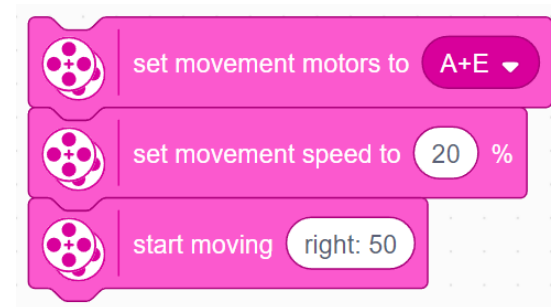 set movement motors to A+E
set movement speed to 20 %
start moving right: 50